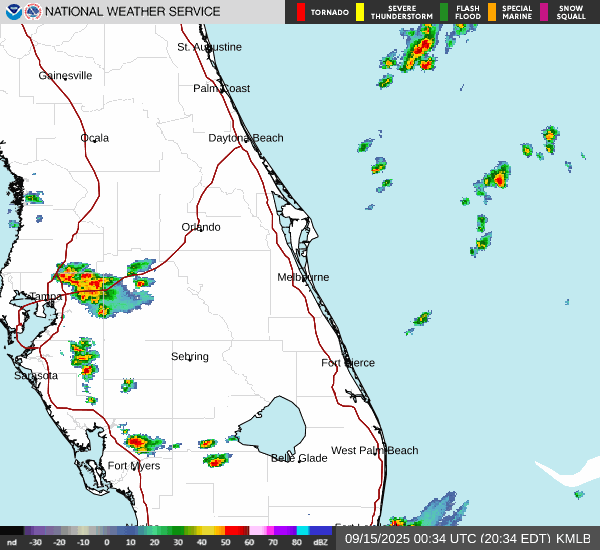 NATIONAL WEATHER SERVICE
TORNADO
SEVERE THUNDERSTORM
FLASH FLOOD
SPECIAL MARINE
SNOW SQUALL
St. Augustine
Gainesville
Palm Coast
Ocala
Daytona Beach
Orlando
Melbourne
Tampa
Sebring
Fort Pierce
Sarasota
West Palm Beach
Belle Glade
Fort Myers
nd -30 -20 -10 0 10 20 30 40 50 60 70 80 dBZ
09/15/2025 00:34 UTC (20:34 EDT) KMLB